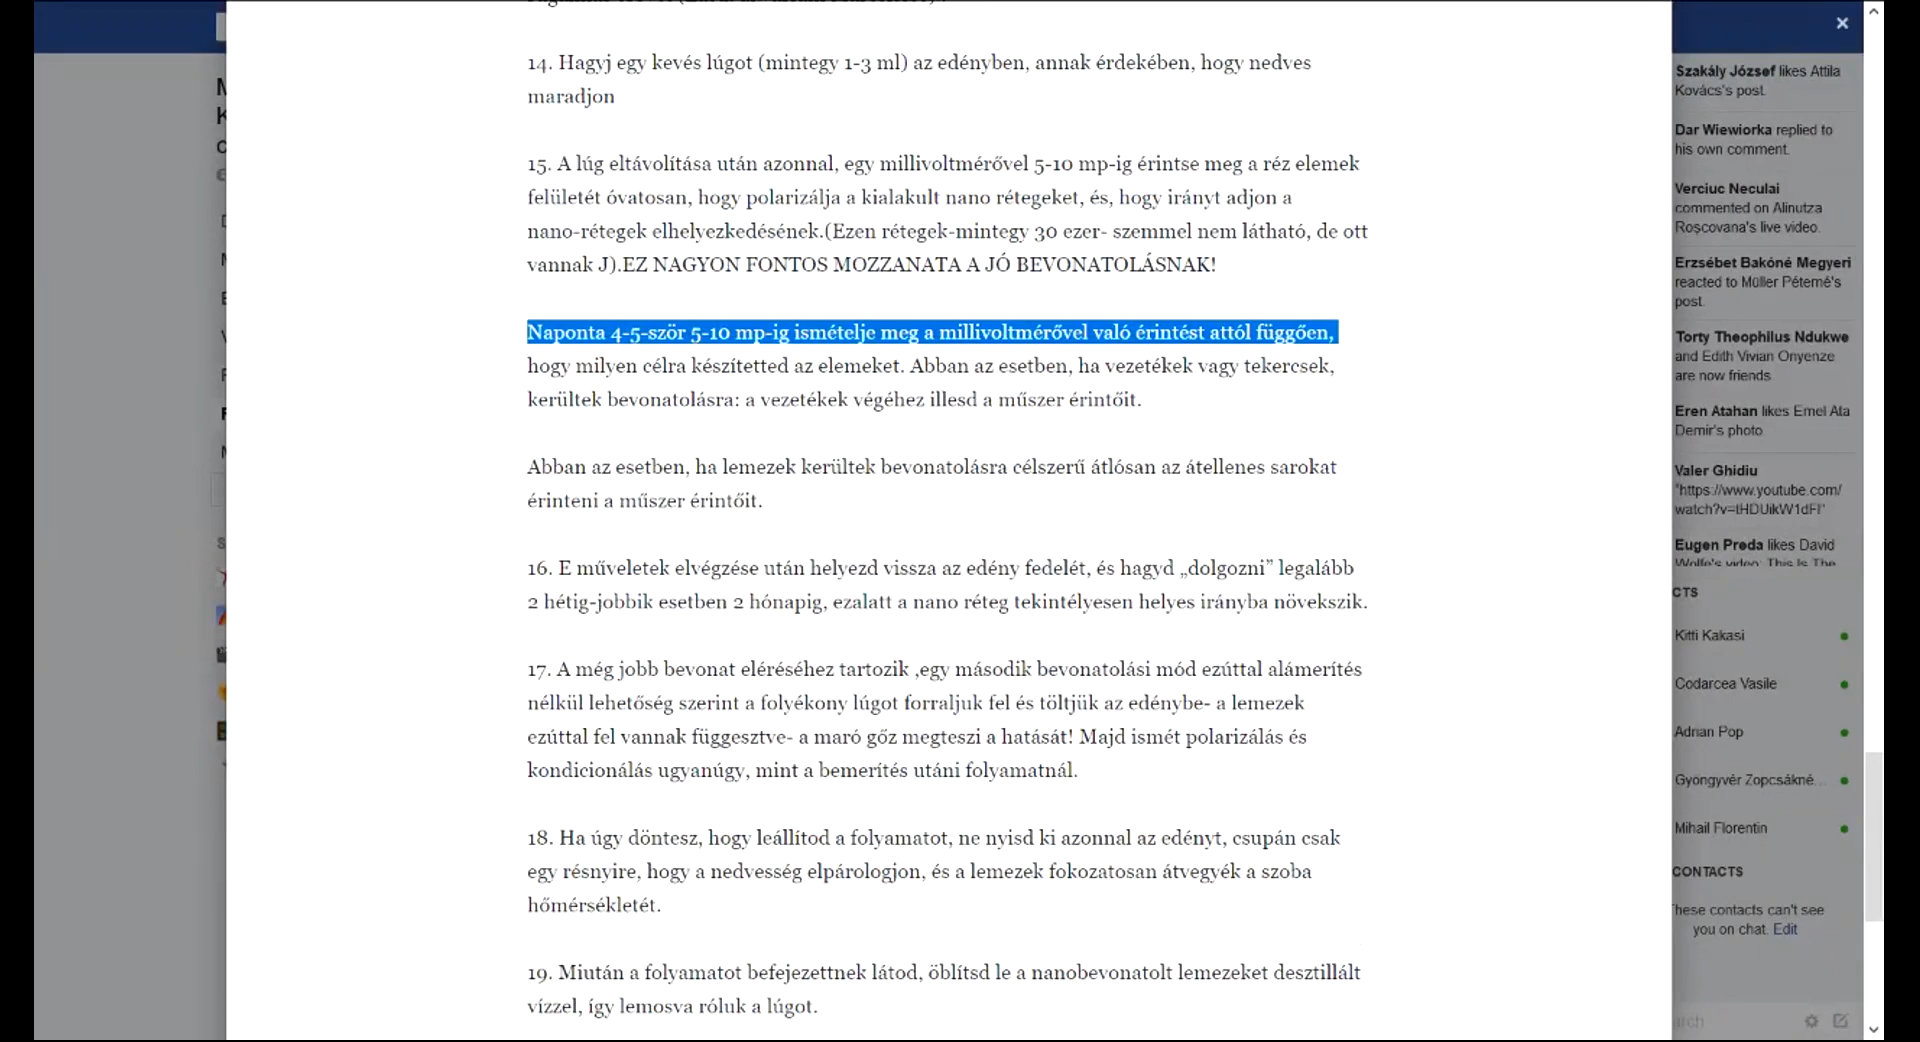 14. Hagyj egy kevés lúgot (mintegy 1-3 ml) az edényben, annak érdekében, hogy nedves
maradjon
15. A lúg eltávolítása után azonnal, egy millivoltmérővel 5-10 mp-ig érintse meg a réz elemek
felületét óvatosan, hogy polarizálja a kialakult nano rétegeket, és, hogy irányt adjon a
nano-rétegek elhelyezkedésének.(Ezen rétegek-mintegy 30 ezer- szemmel nem látható, de ott
vannak J).EZ NAGYON FONTOS MOZZANATA A JÓ BEVONATOLÁSNAK!
Naponta 4-5-ször 5-10 mp-ig ismételje meg a millivoltmérővel való érintést attól függően,
hogy milyen célra készítetted az elemeket. Abban az esetben, ha vezetékek vagy tekercsek,
kerültek bevonatolásra: a vezetékek végéhez illesd a műszer érintőit.
Abban az esetben, ha lemezek kerültek bevonatolásra célszerű átlósan az átellenes sarokat
érinteni a műszer érintőit.
16. E műveletek elvégzése után helyezd vissza az edény fedelét, és hagyd „dolgozni” legalább
2 hétig-jobbik esetben 2 hónapig, ezalatt a nano réteg tekintélyesen helyes irányba növekszik.
17. A még jobb bevonat eléréséhez tartozik ,egy második bevonatolási mód ezúttal alámerítés
nélkül lehetőség szerint a folyékony lúgot forraljuk fel és töltjük az edénybe- a lemezek
ezúttal fel vannak függesztve- a maró gőz megteszi a hatását! Majd ismét polarizálás és
kondicionálás ugyanúgy, mint a bemerítés utáni folyamatnál.
18. Ha úgy döntesz, hogy leállítod a folyamatot, ne nyisd ki azonnal az edényt, csupán csak
egy résnyire, hogy a nedvesség elpárologjon, és a lemezek fokozatosan átvegyék a szoba
hőmérsékletét.
19. Miután a folyamatot befejezettnek látod, öblítsd le a nanobevonatolt lemezeket desztillált
vízzel, így lemosva róluk a lúgot.
Szakály József likes Attila
Kovács's post.
Dar Wiewiorka replied to
his own comment.
Verciuc Neculai
commented on Alinutza
Roșcovana's live video.
Erzsébet Bakóné Megyeri
reacted to Müller Péterné's
post.
Torty Theophilus Ndukwe
and Edith Vivian Onyenze
are now friends
Eren Atahan likes Emel Ata
Demir's photo
Valer Ghidiu
"https://www.youtube.com/
watch?v=tHDUikW1dFI"
Eugen Preda likes David
Wolfe's video: This Is The
CTS
Kitti Kakasi
Codarcea Vasile
Adrian Pop
Gyöngyvér Zopcsákné...
Mihail Florentin
CONTACTS
These contacts can't see
you on chat. Edit